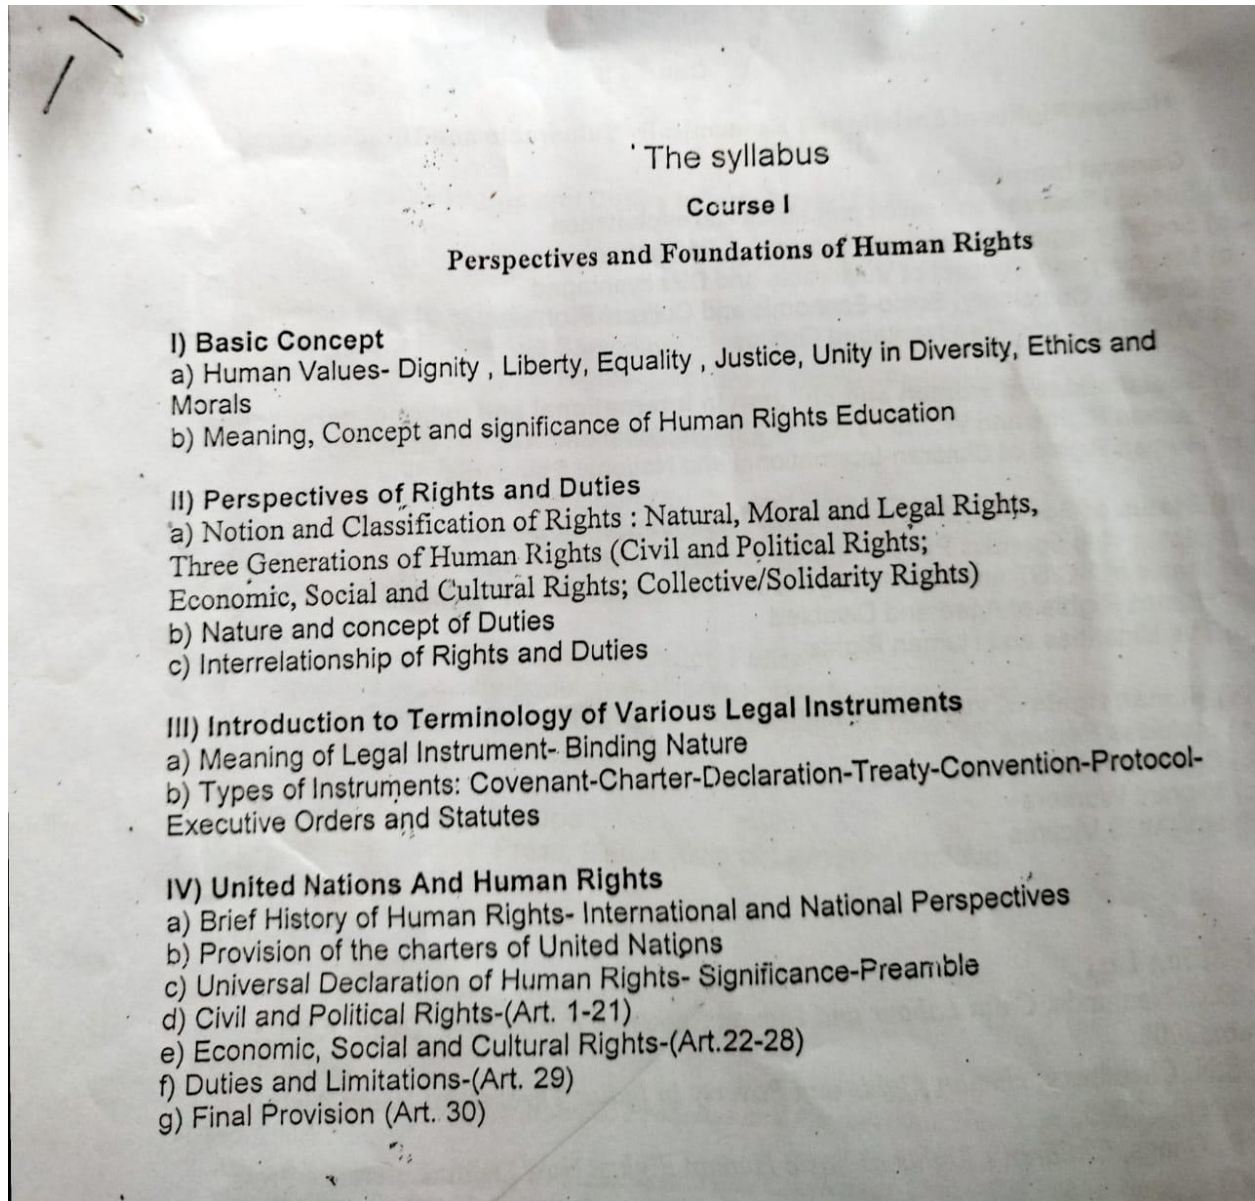 The syllabus
Course I
Perspectives and Foundations of Human Rights
I) Basic Concept
a) Human Values- Dignity , Liberty, Equality , Justice, Unity in Diversity, Ethics and
Morals
b) Meaning, Concept and significance of Human Rights Education
II) Perspectives of Rights and Duties
a) Notion and Classification of Rights : Natural, Moral and Legal Rights,
Three Generations of Human Rights (Civil and Political Rights;
Economic, Social and Cultural Rights; Collective/Solidarity Rights)
b) Nature and concept of Duties
c) Interrelationship of Rights and Duties
III) Introduction to Terminology of Various Legal Instruments
a) Meaning of Legal Instrument- Binding Nature
b) Types of Instruments: Covenant-Charter-Declaration-Treaty-Convention-Protocol-
Executive Orders and Statutes
IV) United Nations And Human Rights
a) Brief History of Human Rights- International and National Perspectives
b) Provision of the charters of United Nations
c) Universal Declaration of Human Rights- Significance-Preamble
d) Civil and Political Rights-(Art. 1-21)
e) Economic, Social and Cultural Rights-(Art.22-28)
f) Duties and Limitations-(Art. 29)
g) Final Provision (Art. 30)